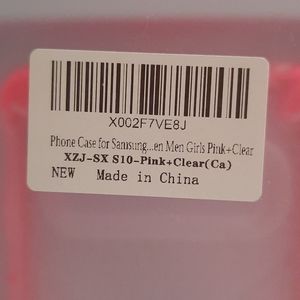 X002F7VE8J
Phone Case for Samsung...en Men Girls Pink+Clear
XZJ-SX S10-Pink+Clear(Ca)
NEW Made in China